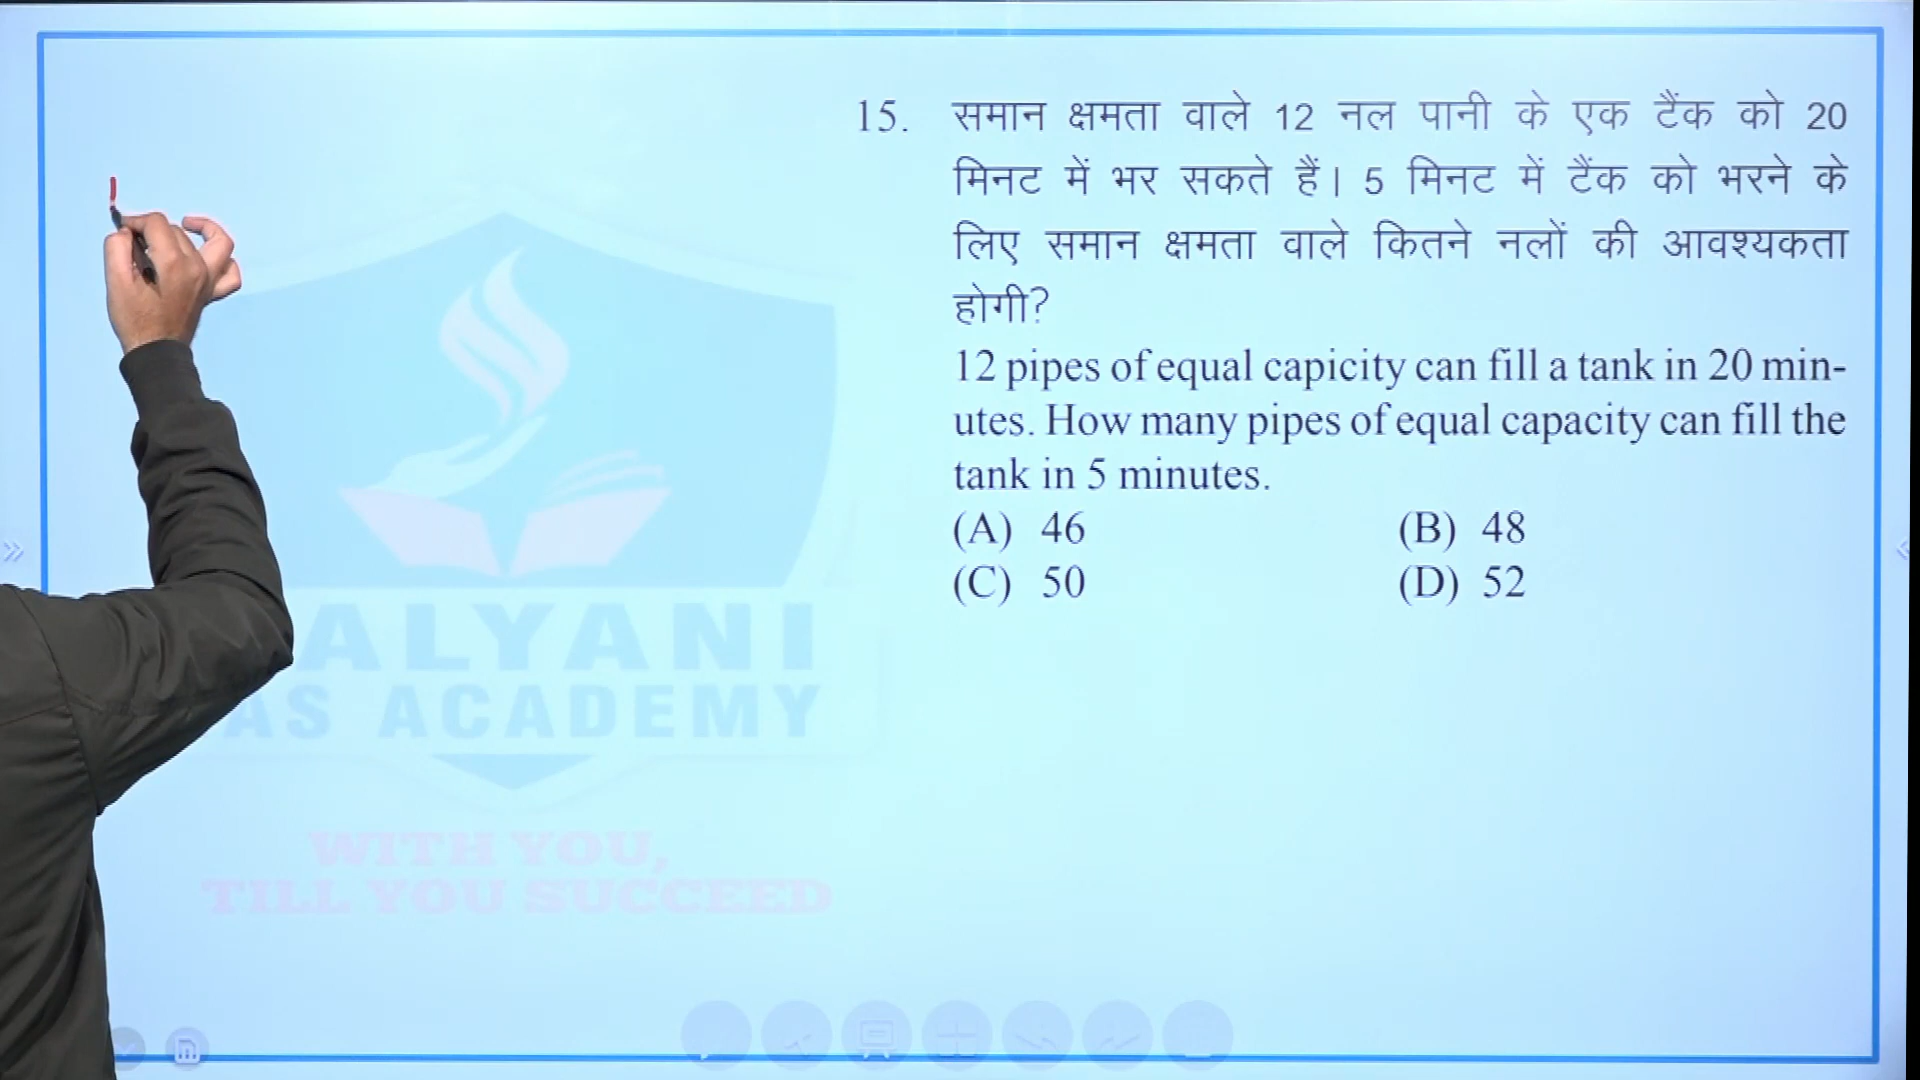 15. समान क्षमता वाले 12 नल पानी के एक टैंक को 20
मिनट में भर सकते हैं। 5 मिनट में टैंक को भरने के
लिए समान क्षमता वाले कितने नलों की आवश्यकता
होगी?
12 pipes of equal capicity can fill a tank in 20 min-
utes. How many pipes of equal capacity can fill the
tank in 5 minutes.
(A) 46 (B) 48
(C) 50 (D) 52
ALYANI
AS ACADEMY
WITH YOU,
TILL YOU SUCCEED